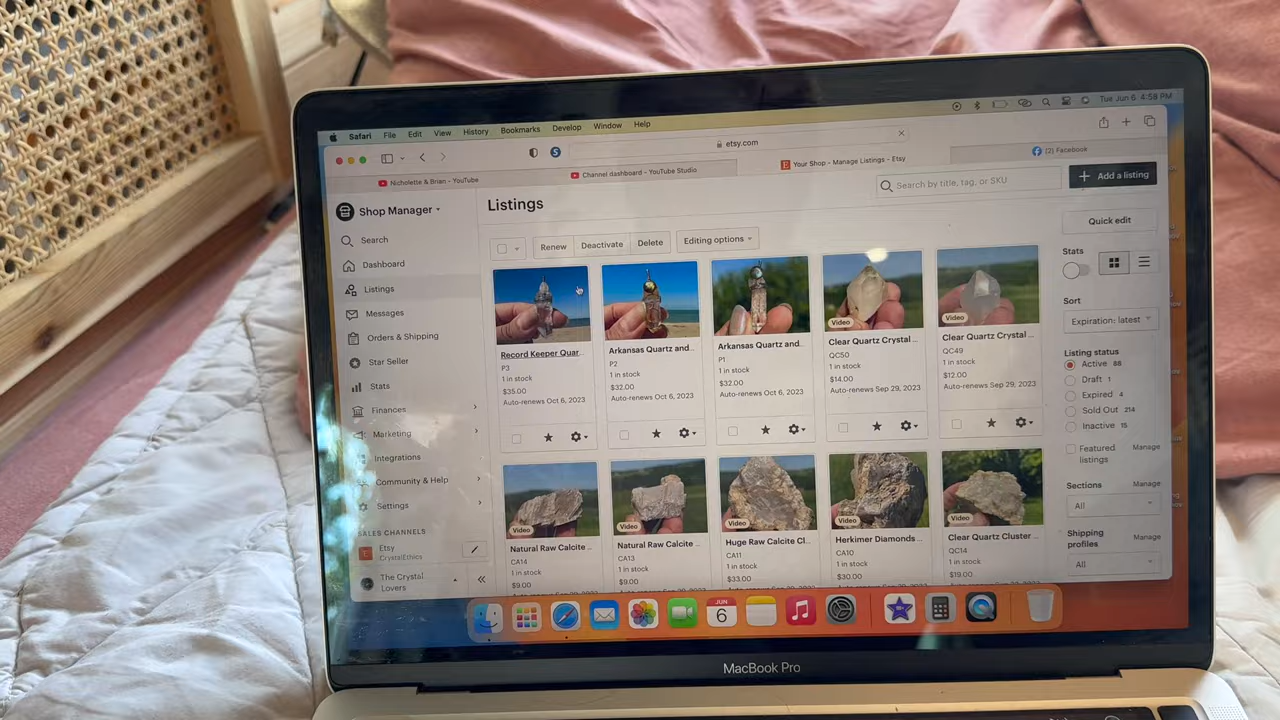 Safari File Edit View History Bookmarks Develop Window Help
Tue Jun 6 4:58 PM
etsy.com
Nicholette & Brian - YouTube
Channel dashboard - YouTube Studio
Your Shop - Manage Listings - Etsy
(2) Facebook
Shop Manager
Search
Dashboard
Listings
Messages
Orders & Shipping
Star Seller
Stats
Finances
Marketing
Integrations
Community & Help
Settings
SALES CHANNELS
Etsy
CrystalEthics
The Crystal
Lovers
Listings
Search by title, tag, or SKU
+ Add a listing
Renew Deactivate Delete Editing options
Record Keeper Quar...
P3
1 in stock
$35.00
Auto-renews Oct 6, 2023
Arkansas Quartz and...
P2
1 in stock
$32.00
Auto-renews Oct 6, 2023
Arkansas Quartz and...
P1
1 in stock
$32.00
Auto-renews Oct 6, 2023
Video
Clear Quartz Crystal ...
QC50
1 in stock
$14.00
Auto-renews Sep 29, 2023
Video
Clear Quartz Crystal ...
QC49
1 in stock
$12.00
Auto-renews Sep 29, 2023
Video
Natural Raw Calcite ...
CA14
1 in stock
$9.00
Video
Natural Raw Calcite ...
CA13
1 in stock
$9.00
Video
Huge Raw Calcite Cl...
CA11
1 in stock
$33.00
Video
Herkimer Diamonds ...
CA10
1 in stock
$30.00
Video
Clear Quartz Cluster ...
QC14
1 in stock
$19.00
Quick edit
Stats
Sort
Expiration: latest
Listing status
Active 88
Draft 1
Expired 4
Sold Out 214
Inactive 15
Featured
listings
Manage
Sections
Manage
All
Shipping
profiles
Manage
All
JUN
6
MacBook Pro